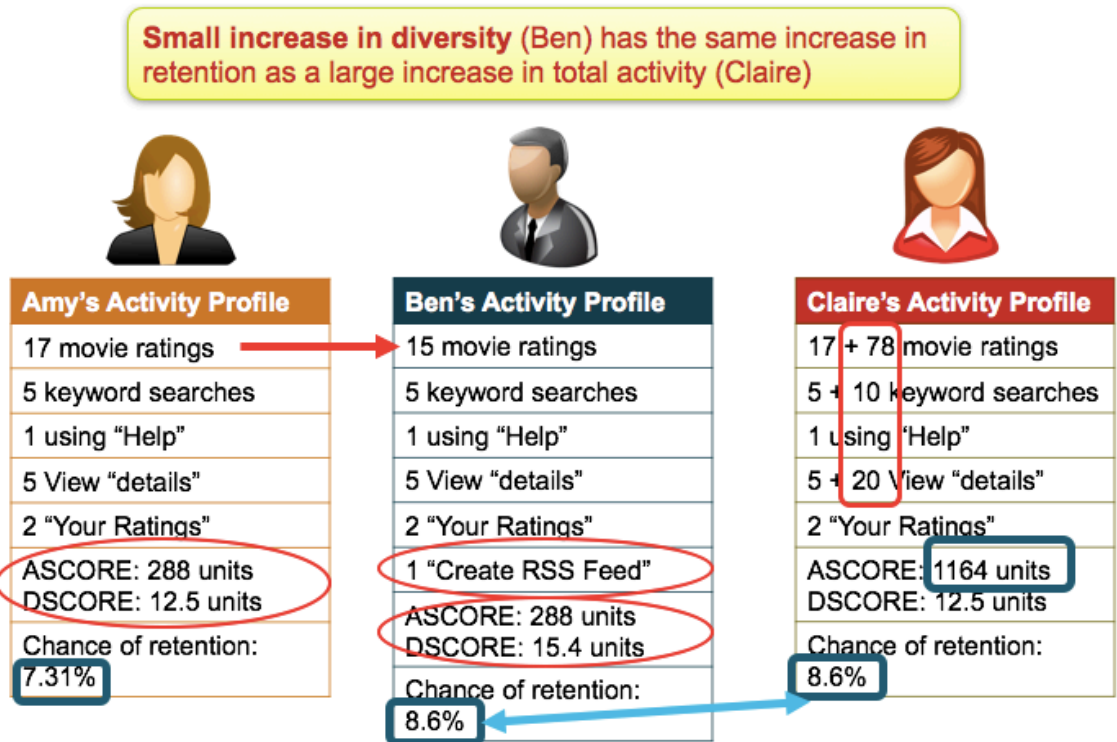 Small increase in diversity (Ben) has the same increase in
retention as a large increase in total activity (Claire)
Amy's Activity Profile
17 movie ratings
5 keyword searches
1 using “Help”
5 View “details”
2 “Your Ratings”
ASCORE: 288 units
DSCORE: 12.5 units
Chance of retention:
7.31%
Ben's Activity Profile
15 movie ratings
5 keyword searches
1 using “Help”
5 View “details”
2 “Your Ratings”
1 “Create RSS Feed”
ASCORE: 288 units
DSCORE: 15.4 units
Chance of retention:
8.6%
Claire's Activity Profile
17 + 78 movie ratings
5 + 10 keyword searches
1 using “Help”
5 + 20 View “details”
2 “Your Ratings”
ASCORE: 1164 units
DSCORE: 12.5 units
Chance of retention:
8.6%